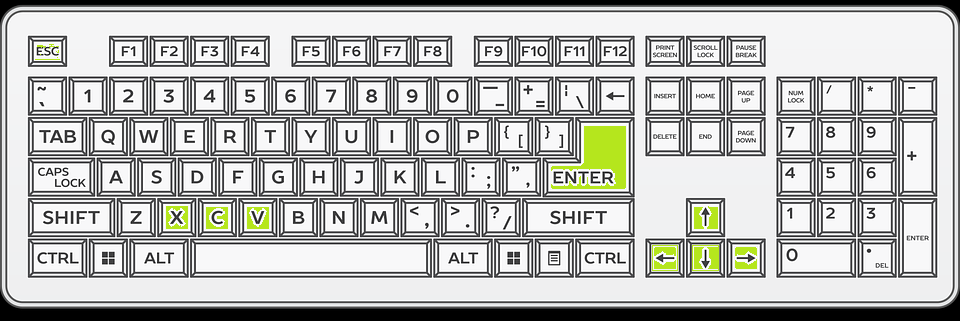 ESC F1 F2 F3 F4 F5 F6 F7 F8 F9 F10 F11 F12 PRINT SCREEN SCROLL LOCK PAUSE BREAK
~ ` 1 2 3 4 5 6 7 8 9 0 — _ + = ¦ \ ← INSERT HOME PAGE UP NUM LOCK / * -
TAB Q W E R T Y U I O P { [ } ] DELETE END PAGE DOWN 7 8 9 +
CAPS LOCK A S D F G H J K L : ; " , ENTER 4 5 6
SHIFT Z X C V B N M < , > . ? / SHIFT ↑ 1 2 3 ENTER
CTRL ALT ALT CTRL ← ↓ → 0 • DEL